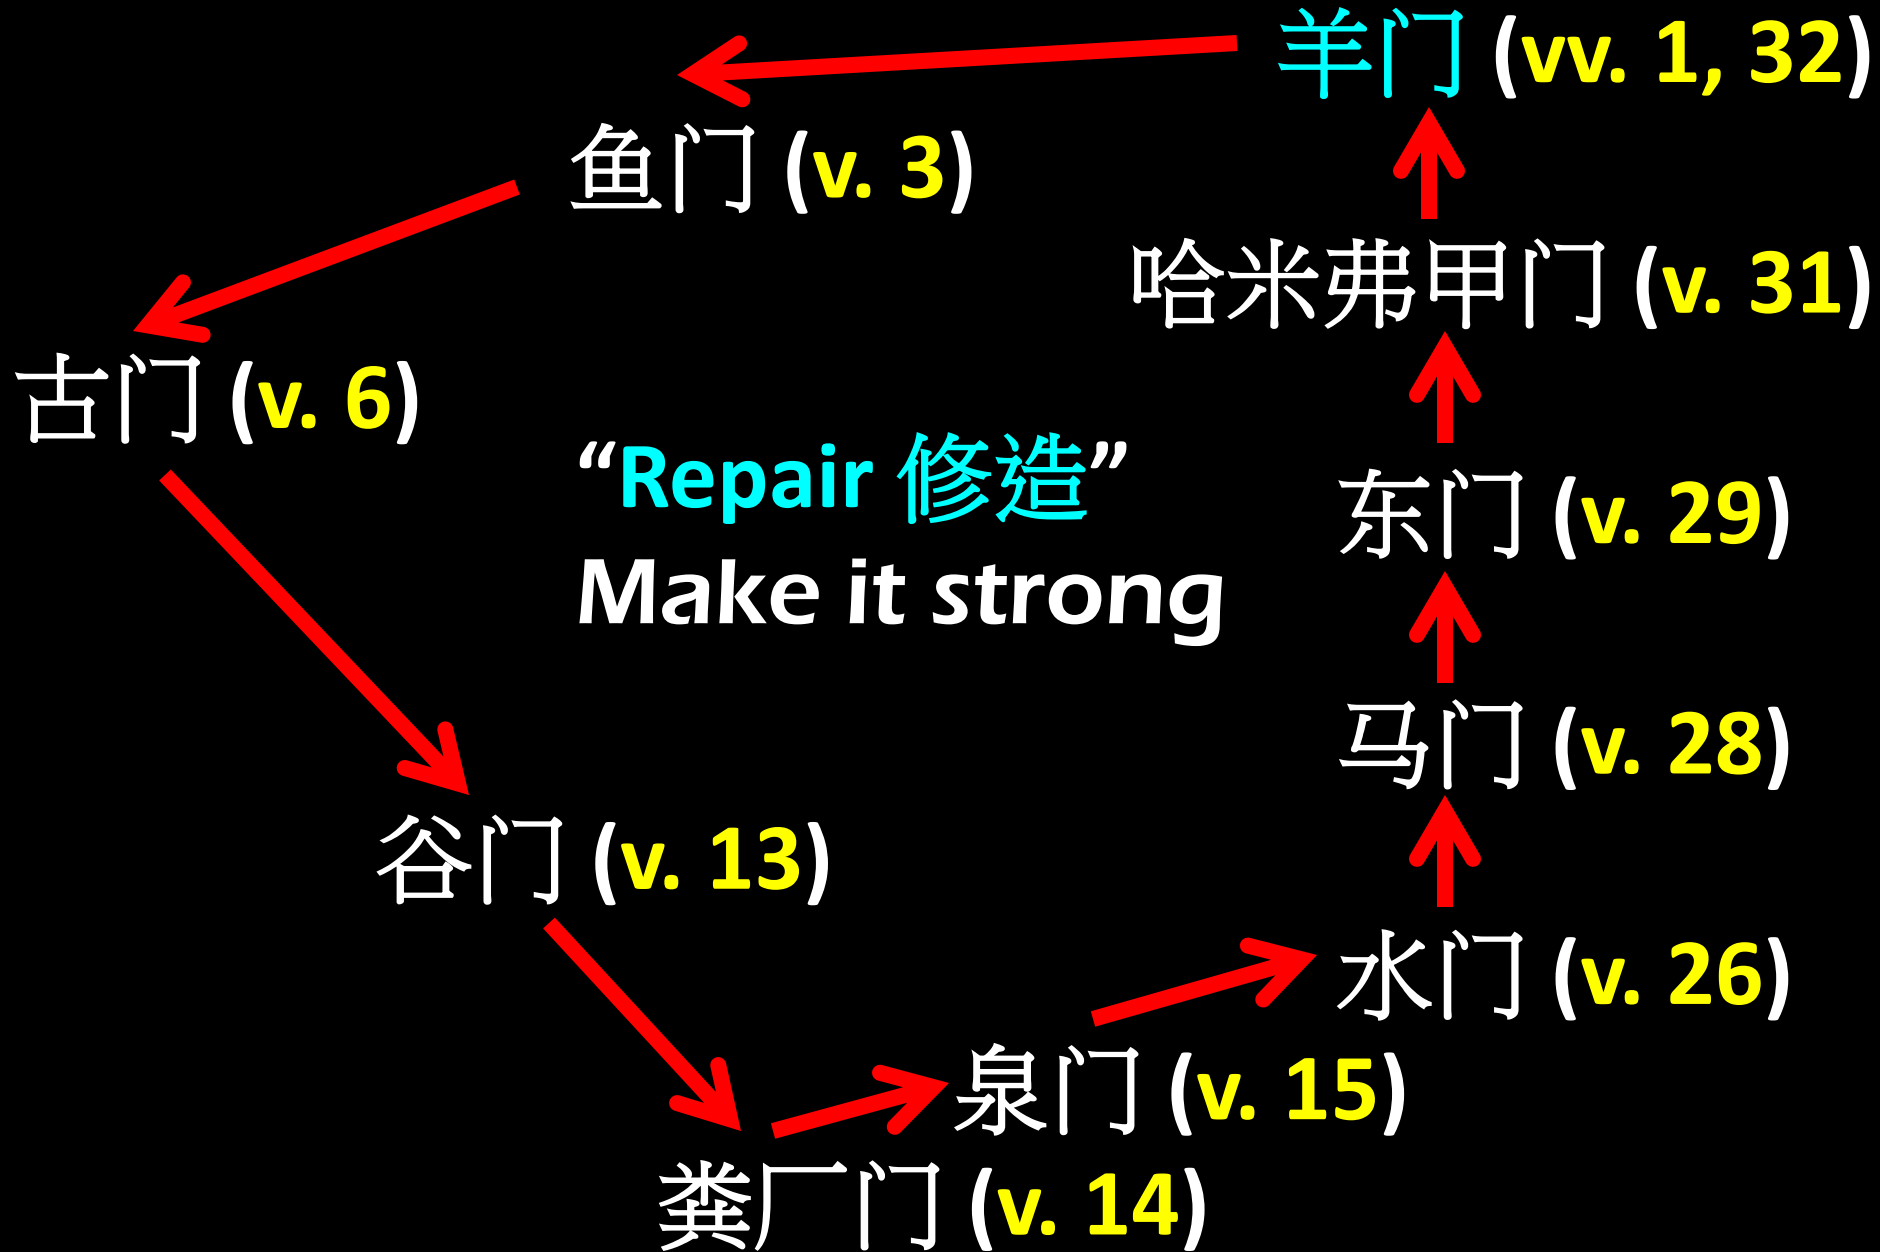 羊门 (vv. 1, 32)
鱼门 (v. 3)
哈米弗甲门 (v. 31)
古门 (v. 6)
“Repair 修造”
Make it strong
东门 (v. 29)
马门 (v. 28)
谷门 (v. 13)
水门 (v. 26)
泉门 (v. 15)
粪厂门 (v. 14)